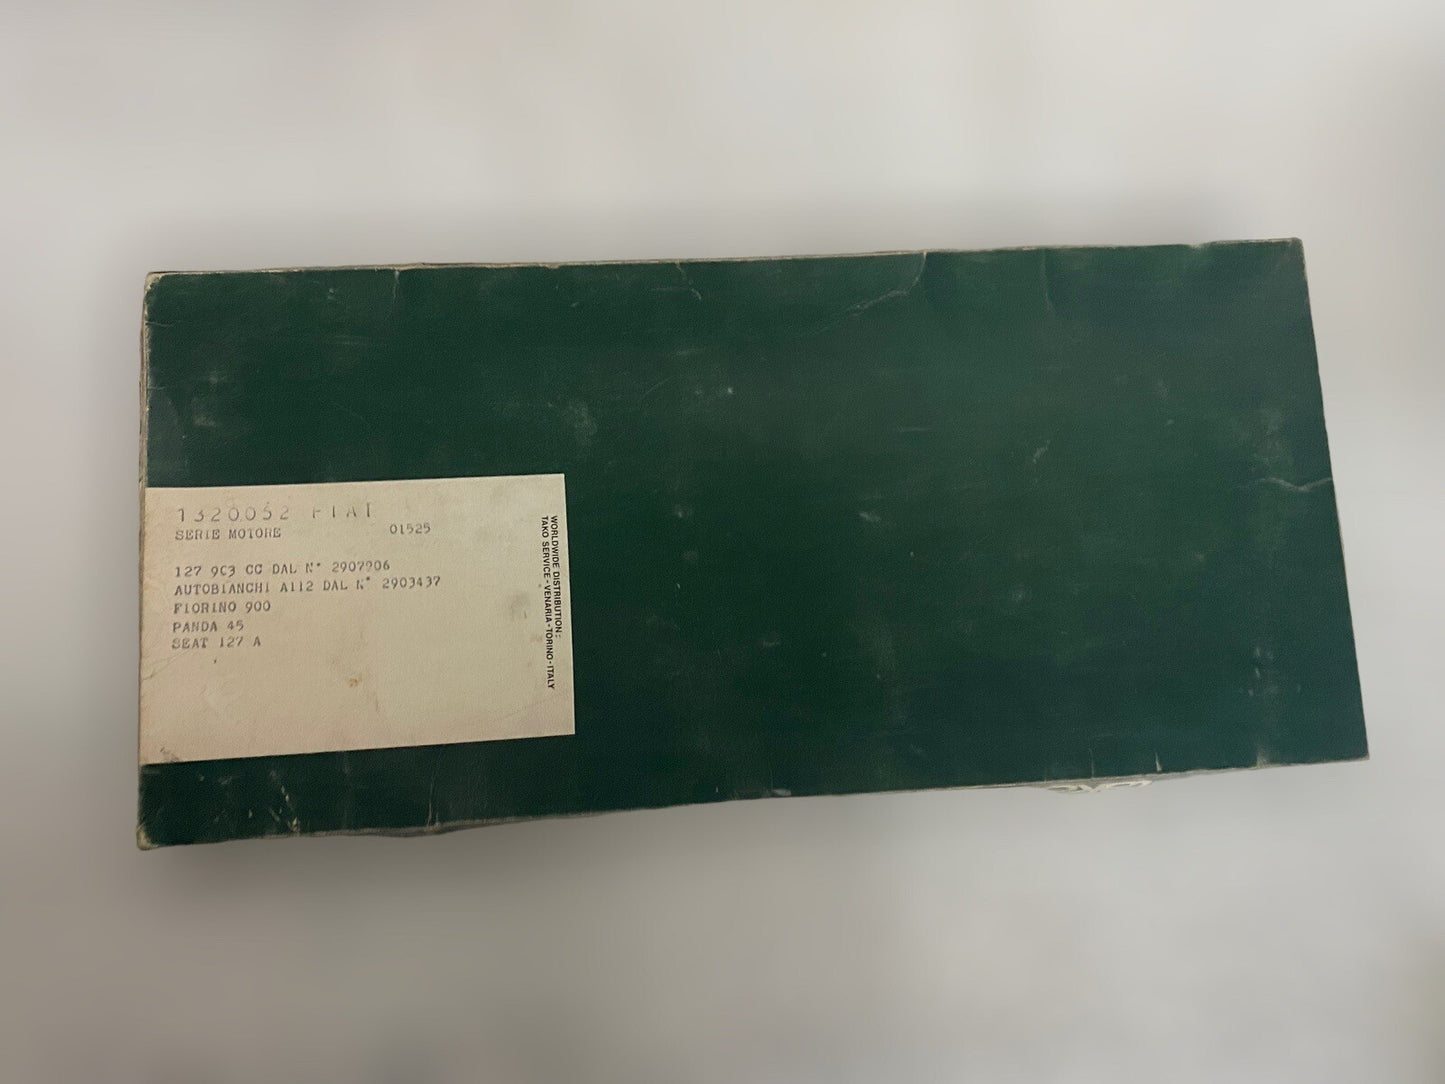 1320032 FIAT
SERIE MOTORE 01525
127 903 CC DAL N° 2907906
AUTOBIANCHI A112 DAL N° 2903437
FIORINO 900
PANDA 45
SEAT 127 A
WORLDWIDE DISTRIBUTION:
TAKO SERVICE-VENARIA-TORINO-ITALY